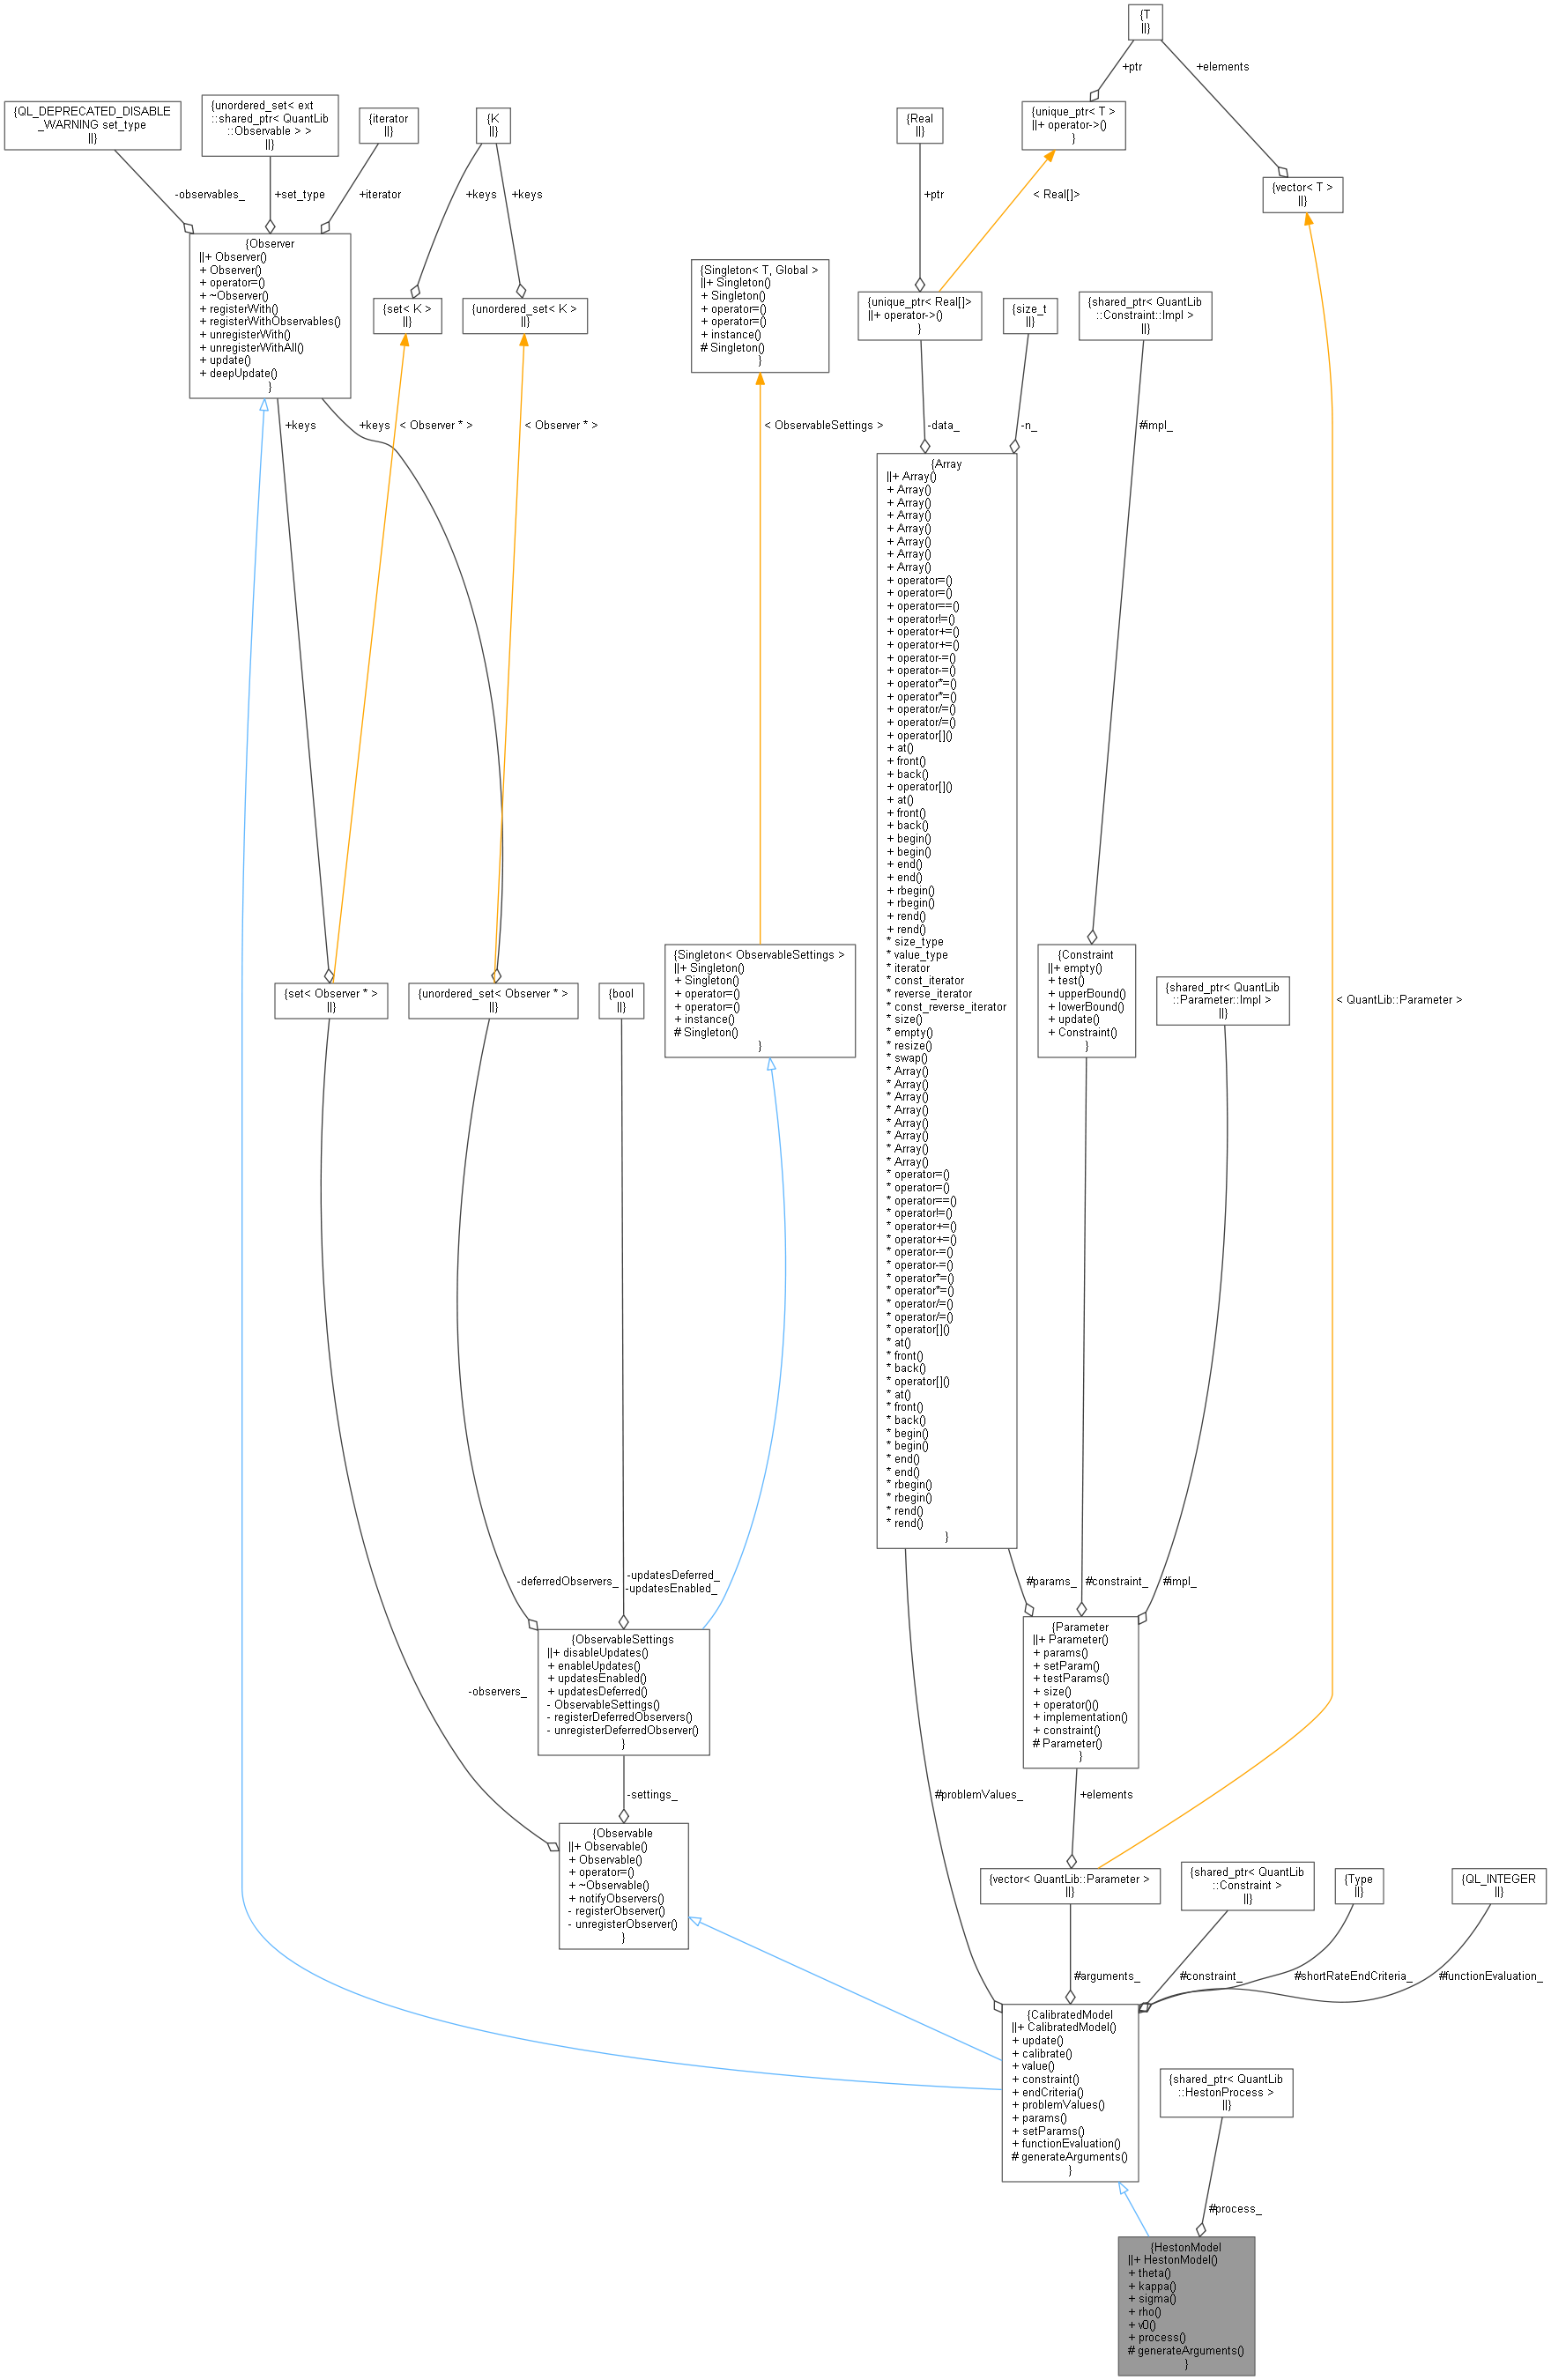 {T
||}
+ptr
+elements
{QL_DEPRECATED_DISABLE
_WARNING set_type
||}
{unordered_set< ext
::shared_ptr< QuantLib
::Observable > >
||}
{iterator
||}
{K
||}
{Real
||}
{unique_ptr< T >
||+ operator->()
}
{vector< T >
||}
-observables_
+set_type
+iterator
+keys
+keys
+ptr
< Real[]>
{Observer
||+ Observer()
+ Observer()
+ operator=()
+ ~Observer()
+ registerWith()
+ registerWithObservables()
+ unregisterWith()
+ unregisterWithAll()
+ update()
+ deepUpdate()
}
{set< K >
||}
{unordered_set< K >
||}
{Singleton< T, Global >
||+ Singleton()
+ Singleton()
+ operator=()
+ operator=()
+ instance()
# Singleton()
}
{unique_ptr< Real[]>
||+ operator->()
}
{size_t
||}
{shared_ptr< QuantLib
::Constraint::Impl >
||}
+keys
+keys
< Observer * >
< Observer * >
< ObservableSettings >
-data_
-n_
#impl_
{Array
||+ Array()
+ Array()
+ Array()
+ Array()
+ Array()
+ Array()
+ Array()
+ Array()
+ operator=()
+ operator=()
+ operator==()
+ operator!=()
+ operator+=()
+ operator+=()
+ operator-=()
+ operator-=()
+ operator*=()
+ operator*=()
+ operator/=()
+ operator/=()
+ operator[]()
+ at()
+ front()
+ back()
+ operator[]()
+ at()
+ front()
+ back()
+ begin()
+ begin()
+ end()
+ end()
+ rbegin()
+ rbegin()
+ rend()
+ rend()
* size_type
* value_type
* iterator
* const_iterator
* reverse_iterator
* const_reverse_iterator
* size()
* empty()
* resize()
* swap()
* Array()
* Array()
* Array()
* Array()
* Array()
* Array()
* Array()
* Array()
* operator=()
* operator=()
* operator==()
* operator!=()
* operator+=()
* operator+=()
* operator-=()
* operator-=()
* operator*=()
* operator*=()
* operator/=()
* operator/=()
* operator[]()
* at()
* front()
* back()
* operator[]()
* at()
* front()
* back()
* begin()
* begin()
* end()
* end()
* rbegin()
* rbegin()
* rend()
* rend()
}
{set< Observer * >
||}
{unordered_set< Observer * >
||}
{bool
||}
{Singleton< ObservableSettings >
||+ Singleton()
+ Singleton()
+ operator=()
+ operator=()
+ instance()
# Singleton()
}
{Constraint
||+ empty()
+ test()
+ upperBound()
+ lowerBound()
+ update()
+ Constraint()
}
{shared_ptr< QuantLib
::Parameter::Impl >
||}
< QuantLib::Parameter >
-deferredObservers_
-updatesDeferred_
-updatesEnabled_
#params_
#constraint_
#impl_
{ObservableSettings
||+ disableUpdates()
+ enableUpdates()
+ updatesEnabled()
+ updatesDeferred()
- ObservableSettings()
- registerDeferredObservers()
- unregisterDeferredObserver()
}
{Parameter
||+ Parameter()
+ params()
+ setParam()
+ testParams()
+ size()
+ operator()()
+ implementation()
+ constraint()
# Parameter()
}
-observers_
-settings_
#problemValues_
+elements
{Observable
||+ Observable()
+ Observable()
+ operator=()
+ ~Observable()
+ notifyObservers()
- registerObserver()
- unregisterObserver()
}
{vector< QuantLib::Parameter >
||}
{shared_ptr< QuantLib
::Constraint >
||}
{Type
||}
{QL_INTEGER
||}
#arguments_
#constraint_
#shortRateEndCriteria_
#functionEvaluation_
{CalibratedModel
||+ CalibratedModel()
+ update()
+ calibrate()
+ value()
+ constraint()
+ endCriteria()
+ problemValues()
+ params()
+ setParams()
+ functionEvaluation()
# generateArguments()
}
{shared_ptr< QuantLib
::HestonProcess >
||}
#process_
{HestonModel
||+ HestonModel()
+ theta()
+ kappa()
+ sigma()
+ rho()
+ v0()
+ process()
# generateArguments()
}